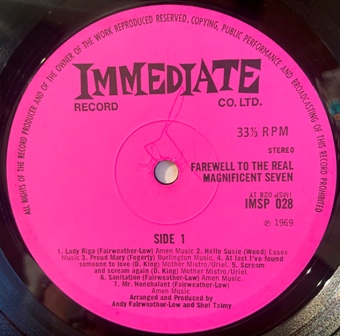 ALL RIGHTS OF THE RECORD PRODUCER AND OF THE OWNER OF THE WORK REPRODUCED RESERVED. COPYING, PUBLIC PERFORMANCE AND BROADCASTING OF THIS RECORD PROHIBITED
IMMEDIATE
RECORD CO. LTD.
33⅓ RPM
STEREO
FAREWELL TO THE REAL
MAGNIFICENT SEVEN
IMSP 028 1Y
IMSP 028
SIDE 1
℗ 1969
1. Lady Riga (Fairweather-Low) Amen Music 2. Hello Susie (Wood) Essex
Music 3. Proud Mary (Fogerty) Burlington Music. 4. At last I've found
someone to love (D. King) Mother Mistro/Uriel. 5. Scream
and scream again (D. King) Mother Mistro/Uriel.
6. Sanitation (Fairweather-Low) Amen Music
7. Mr. Nonchalant (Fairweather-Low)
Amen Music
Arranged and Produced by
Andy Fairweather-Low and Shel Talmy